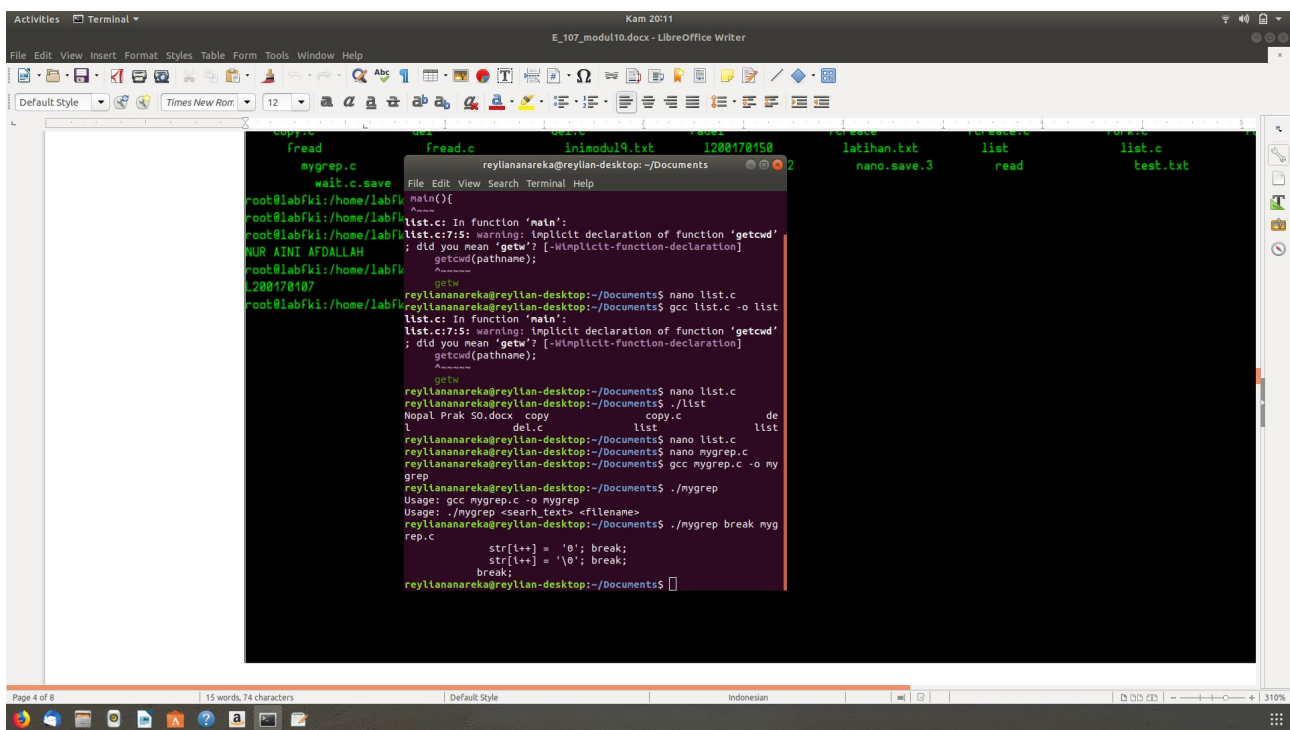 Activities Terminal Kam 20:11
E_107_modul10.docx - LibreOffice Writer
File Edit View Insert Format Styles Table Form Tools Window Help
Default Style Times New Rom 12
fread fread.c inimodul9.txt l200170150 latihan.txt list list.c
mygrep.c 2 nano.save.3 read test.txt
wait.c.save
root@labfki:/home/labfk
root@labfki:/home/labfk
root@labfki:/home/labfk
NUR AINI AFDALLAH
root@labfki:/home/labfk
L200170107
root@labfki:/home/labfk
reyliananareka@reylian-desktop: ~/Documents
File Edit View Search Terminal Help
main(){
^~~~
list.c: In function ‘main’:
list.c:7:5: warning: implicit declaration of function ‘getcwd’
; did you mean ‘getw’? [-Wimplicit-function-declaration]
getcwd(pathname);
^~~~~~
getw
reyliananareka@reylian-desktop:~/Documents$ nano list.c
reyliananareka@reylian-desktop:~/Documents$ gcc list.c -o list
list.c: In function ‘main’:
list.c:7:5: warning: implicit declaration of function ‘getcwd’
; did you mean ‘getw’? [-Wimplicit-function-declaration]
getcwd(pathname);
^~~~~~
getw
reyliananareka@reylian-desktop:~/Documents$ nano list.c
reyliananareka@reylian-desktop:~/Documents$ ./list
Nopal Prak SO.docx copy copy.c de
l del.c list list
reyliananareka@reylian-desktop:~/Documents$ nano list.c
reyliananareka@reylian-desktop:~/Documents$ nano mygrep.c
reyliananareka@reylian-desktop:~/Documents$ gcc mygrep.c -o my
grep
reyliananareka@reylian-desktop:~/Documents$ ./mygrep
Usage: gcc mygrep.c -o mygrep
Usage: ./mygrep <searh_text> <filename>
reyliananareka@reylian-desktop:~/Documents$ ./mygrep break myg
rep.c
str[i++] = '0'; break;
str[i++] = '\0'; break;
break;
reyliananareka@reylian-desktop:~/Documents$
Page 4 of 8 15 words, 74 characters Default Style Indonesian 310%